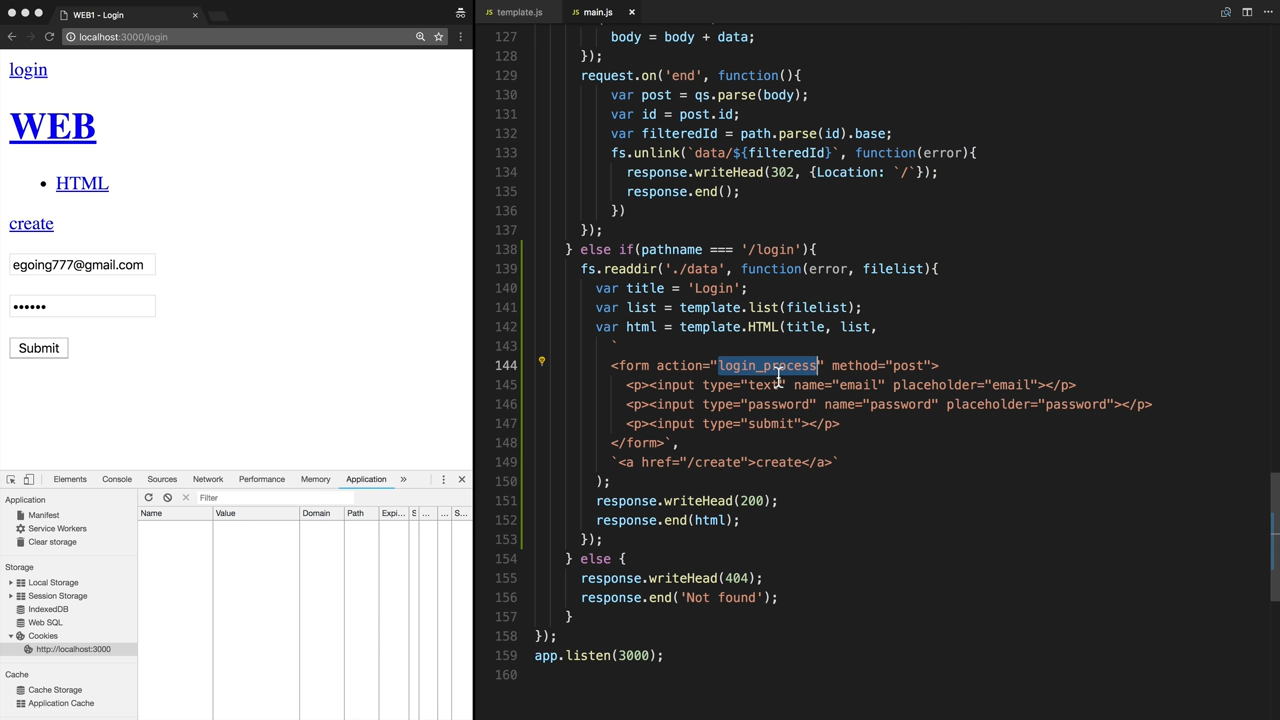 WEB1 - Login
localhost:3000/login
login
WEB
HTML
create
egoing777@gmail.com
••••••
Submit
Elements Console Sources Network Performance Memory Application »
Application
Manifest
Service Workers
Clear storage
Storage
Local Storage
Session Storage
IndexedDB
Web SQL
Cookies
http://localhost:3000
Cache
Cache Storage
Application Cache
Filter
Name Value Domain Path Expi... S ... ... S...
template.js main.js
127 body = body + data;
128 });
129 request.on('end', function(){
130 var post = qs.parse(body);
131 var id = post.id;
132 var filteredId = path.parse(id).base;
133 fs.unlink(`data/${filteredId}`, function(error){
134 response.writeHead(302, {Location: `/`});
135 response.end();
136 })
137 });
138 } else if(pathname === '/login'){
139 fs.readdir('./data', function(error, filelist){
140 var title = 'Login';
141 var list = template.list(filelist);
142 var html = template.HTML(title, list,
143 `
144 <form action="login_process" method="post">
145 <p><input type="text" name="email" placeholder="email"></p>
146 <p><input type="password" name="password" placeholder="password"></p>
147 <p><input type="submit"></p>
148 </form>`,
149 `<a href="/create">create</a>`
150 );
151 response.writeHead(200);
152 response.end(html);
153 });
154 } else {
155 response.writeHead(404);
156 response.end('Not found');
157 }
158 });
159 app.listen(3000);
160